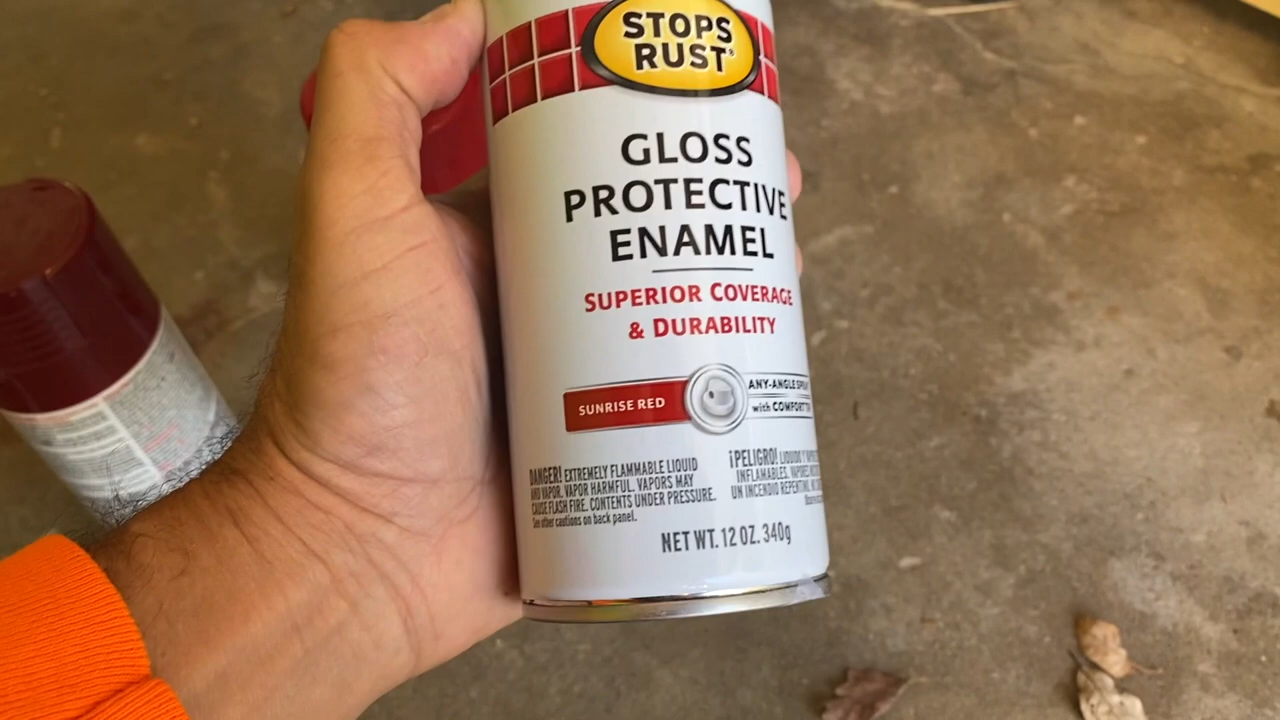 STOPS
RUST®
GLOSS
PROTECTIVE
ENAMEL
SUPERIOR COVERAGE
& DURABILITY
SUNRISE RED
ANY-ANGLE SPRAY
with
DANGER! EXTREMELY FLAMMABLE LIQUID
AND VAPOR. VAPOR HARMFUL. VAPORS MAY
CAUSE FLASH FIRE. CONTENTS UNDER PRESSURE.
See other cautions on back panel.
¡PELIGRO! LIQUIDO Y
INFLAMABLES. VAPORES
UN INCENDIO REPENTINO.
NET WT. 12 OZ. 340g